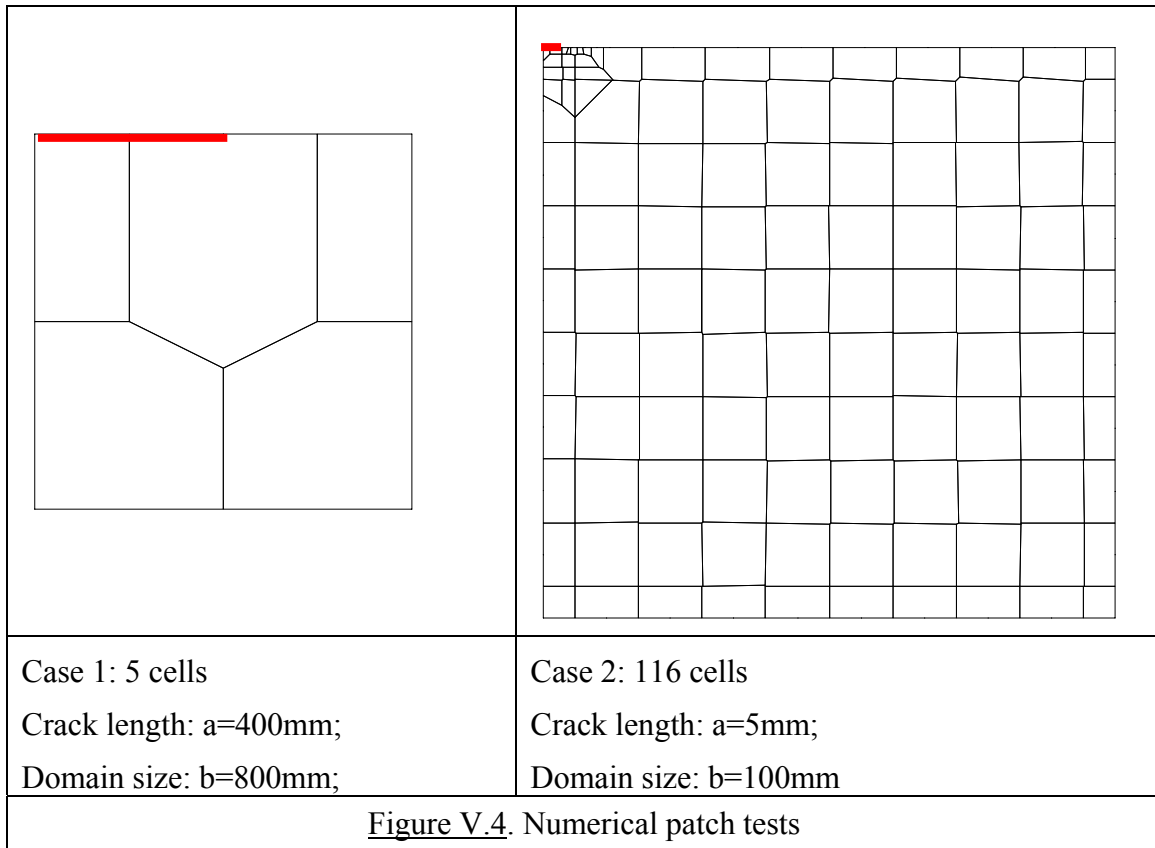 Case 1: 5 cells
Crack length: a=400mm;
Domain size: b=800mm;
Case 2: 116 cells
Crack length: a=5mm;
Domain size: b=100mm
Figure V.4. Numerical patch tests